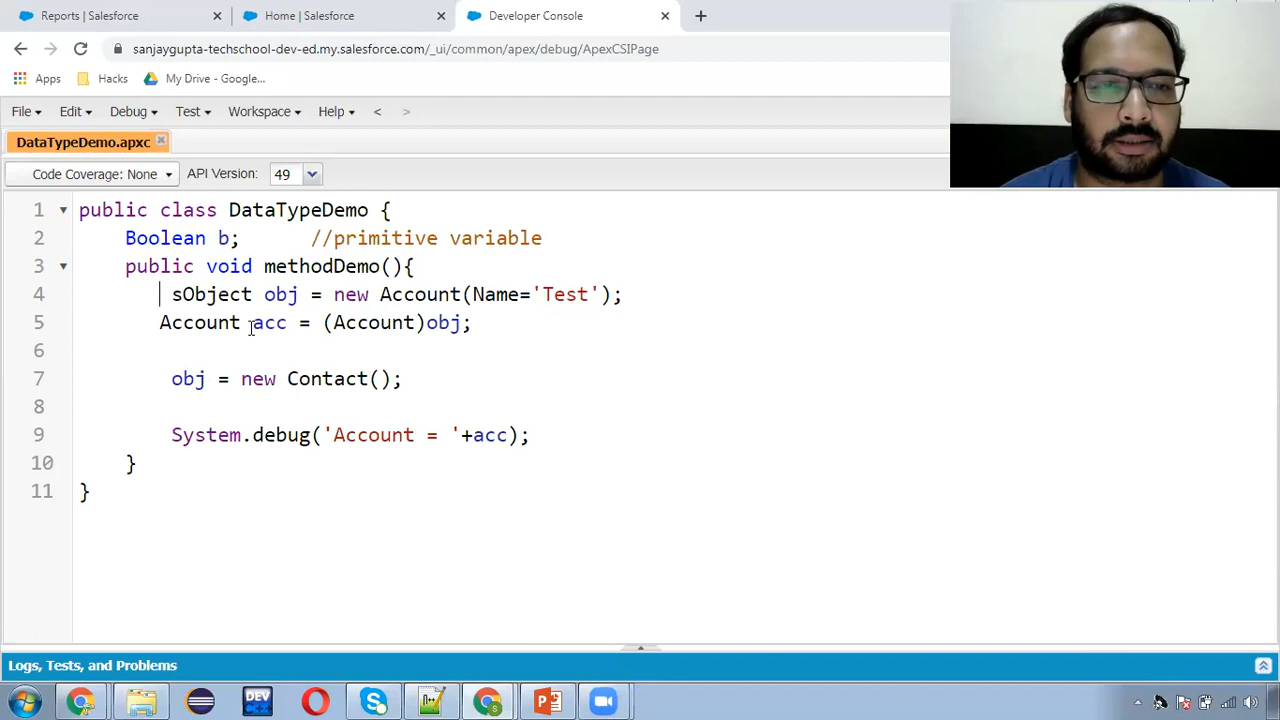 Reports | Salesforce
Home | Salesforce
Developer Console
sanjaygupta-techschool-dev-ed.my.salesforce.com/_ui/common/apex/debug/ApexCSIPage
Apps
Hacks
My Drive - Google...
File
Edit
Debug
Test
Workspace
Help
<
>
DataTypeDemo.apxc
Code Coverage: None
API Version:
49
1 public class DataTypeDemo {
2 Boolean b; //primitive variable
3 public void methodDemo(){
4 sObject obj = new Account(Name='Test');
5 Account acc = (Account)obj;
6
7 obj = new Contact();
8
9 System.debug('Account = '+acc);
10 }
11 }
Logs, Tests, and Problems
DEV
C++